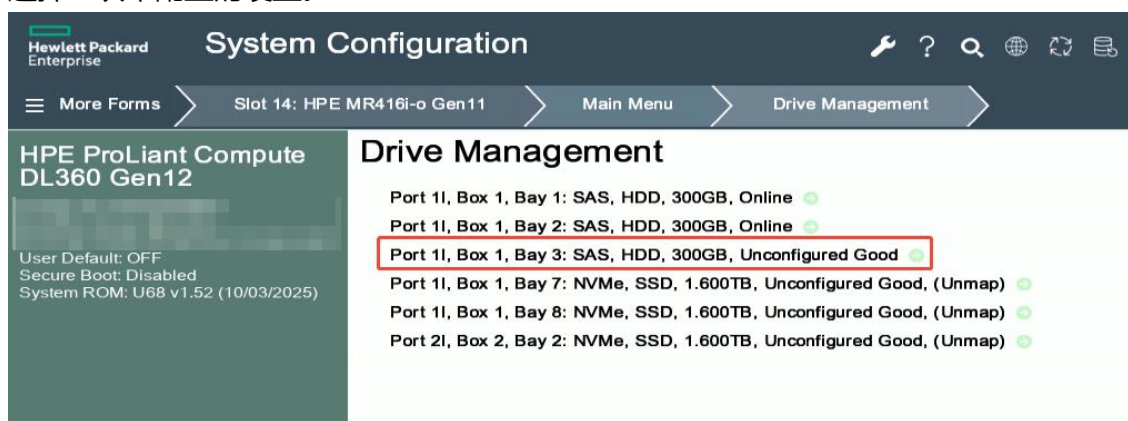 Hewlett Packard
Enterprise
System Configuration
More Forms
Slot 14: HPE MR416i-o Gen11
Main Menu
Drive Management
HPE ProLiant Compute
DL360 Gen12
User Default: OFF
Secure Boot: Disabled
System ROM: U68 v1.52 (10/03/2025)
Drive Management
Port 1I, Box 1, Bay 1: SAS, HDD, 300GB, Online
Port 1I, Box 1, Bay 2: SAS, HDD, 300GB, Online
Port 1I, Box 1, Bay 3: SAS, HDD, 300GB, Unconfigured Good
Port 1I, Box 1, Bay 7: NVMe, SSD, 1.600TB, Unconfigured Good, (Unmap)
Port 1I, Box 1, Bay 8: NVMe, SSD, 1.600TB, Unconfigured Good, (Unmap)
Port 2I, Box 2, Bay 2: NVMe, SSD, 1.600TB, Unconfigured Good, (Unmap)